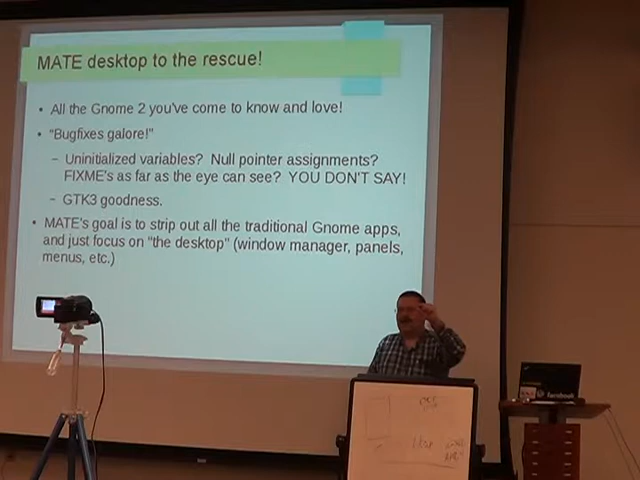 MATE desktop to the rescue!
• All the Gnome 2 you've come to know and love!
• "Bugfixes galore!"
– Uninitialized variables? Null pointer assignments?
FIXME's as far as the eye can see? YOU DON'T SAY!
– GTK3 goodness.
• MATE's goal is to strip out all the traditional Gnome apps,
and just focus on "the desktop" (window manager, panels,
menus, etc.)
facebook